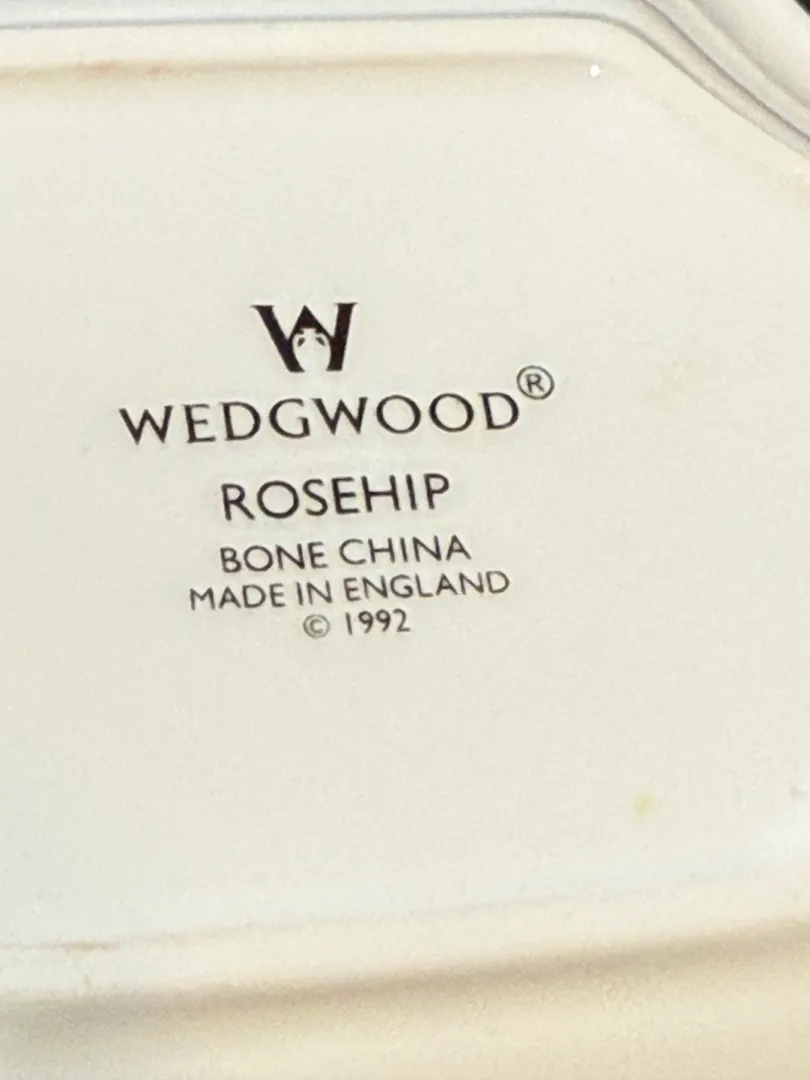 W
WEDGWOOD®
ROSEHIP
BONE CHINA
MADE IN ENGLAND
© 1992